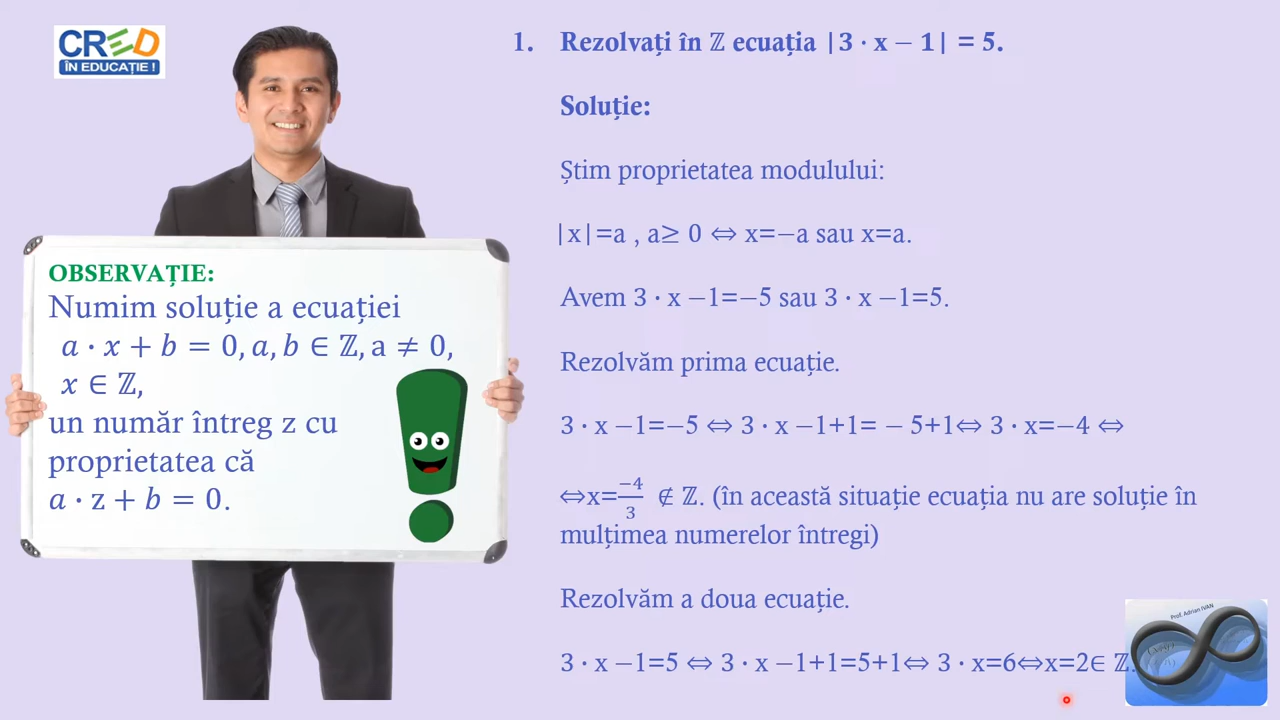 CRED
ÎN EDUCAȚIE !
1. Rezolvați în ℤ ecuația |3 · x − 1| = 5.
Soluție:
Știm proprietatea modulului:
|x|=a , a≥ 0 ⇔ x=−a sau x=a.
Avem 3 · x −1=−5 sau 3 · x −1=5.
Rezolvăm prima ecuație.
3 · x −1=−5 ⇔ 3 · x −1+1= − 5+1⇔ 3 · x=−4 ⇔
⇔x=−4/3 ∉ ℤ. (în această situație ecuația nu are soluție în
mulțimea numerelor întregi)
Rezolvăm a doua ecuație.
3 · x −1=5 ⇔ 3 · x −1+1=5+1⇔ 3 · x=6⇔x=2∈ ℤ.
OBSERVAȚIE:
Numim soluție a ecuației
a · x + b = 0, a, b ∈ ℤ, a ≠ 0,
x ∈ ℤ,
un număr întreg z cu
proprietatea că
a · z + b = 0.
Prof. Adrian IVAN